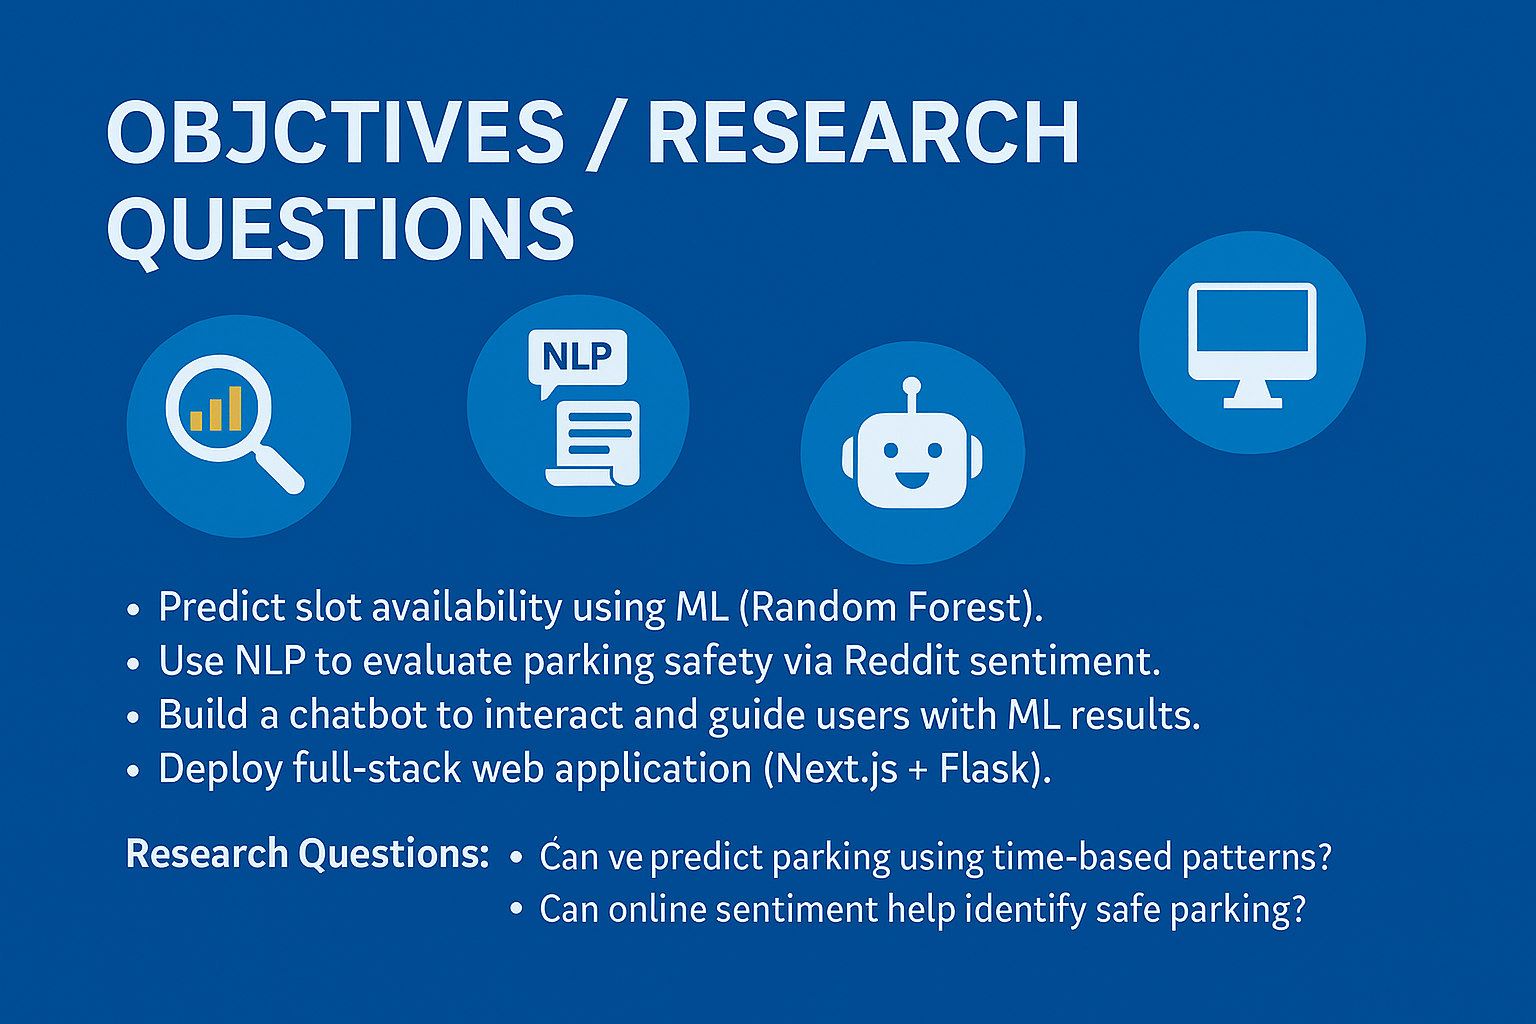 OBJCTIVES / RESEARCH
QUESTIONS
NLP
• Predict slot availability using ML (Random Forest).
• Use NLP to evaluate parking safety via Reddit sentiment.
• Build a chatbot to interact and guide users with ML results.
• Deploy full-stack web application (Next.js + Flask).
Research Questions: • Ćan ve predict parking using time-based patterns?
• Can online sentiment help identify safe parking?